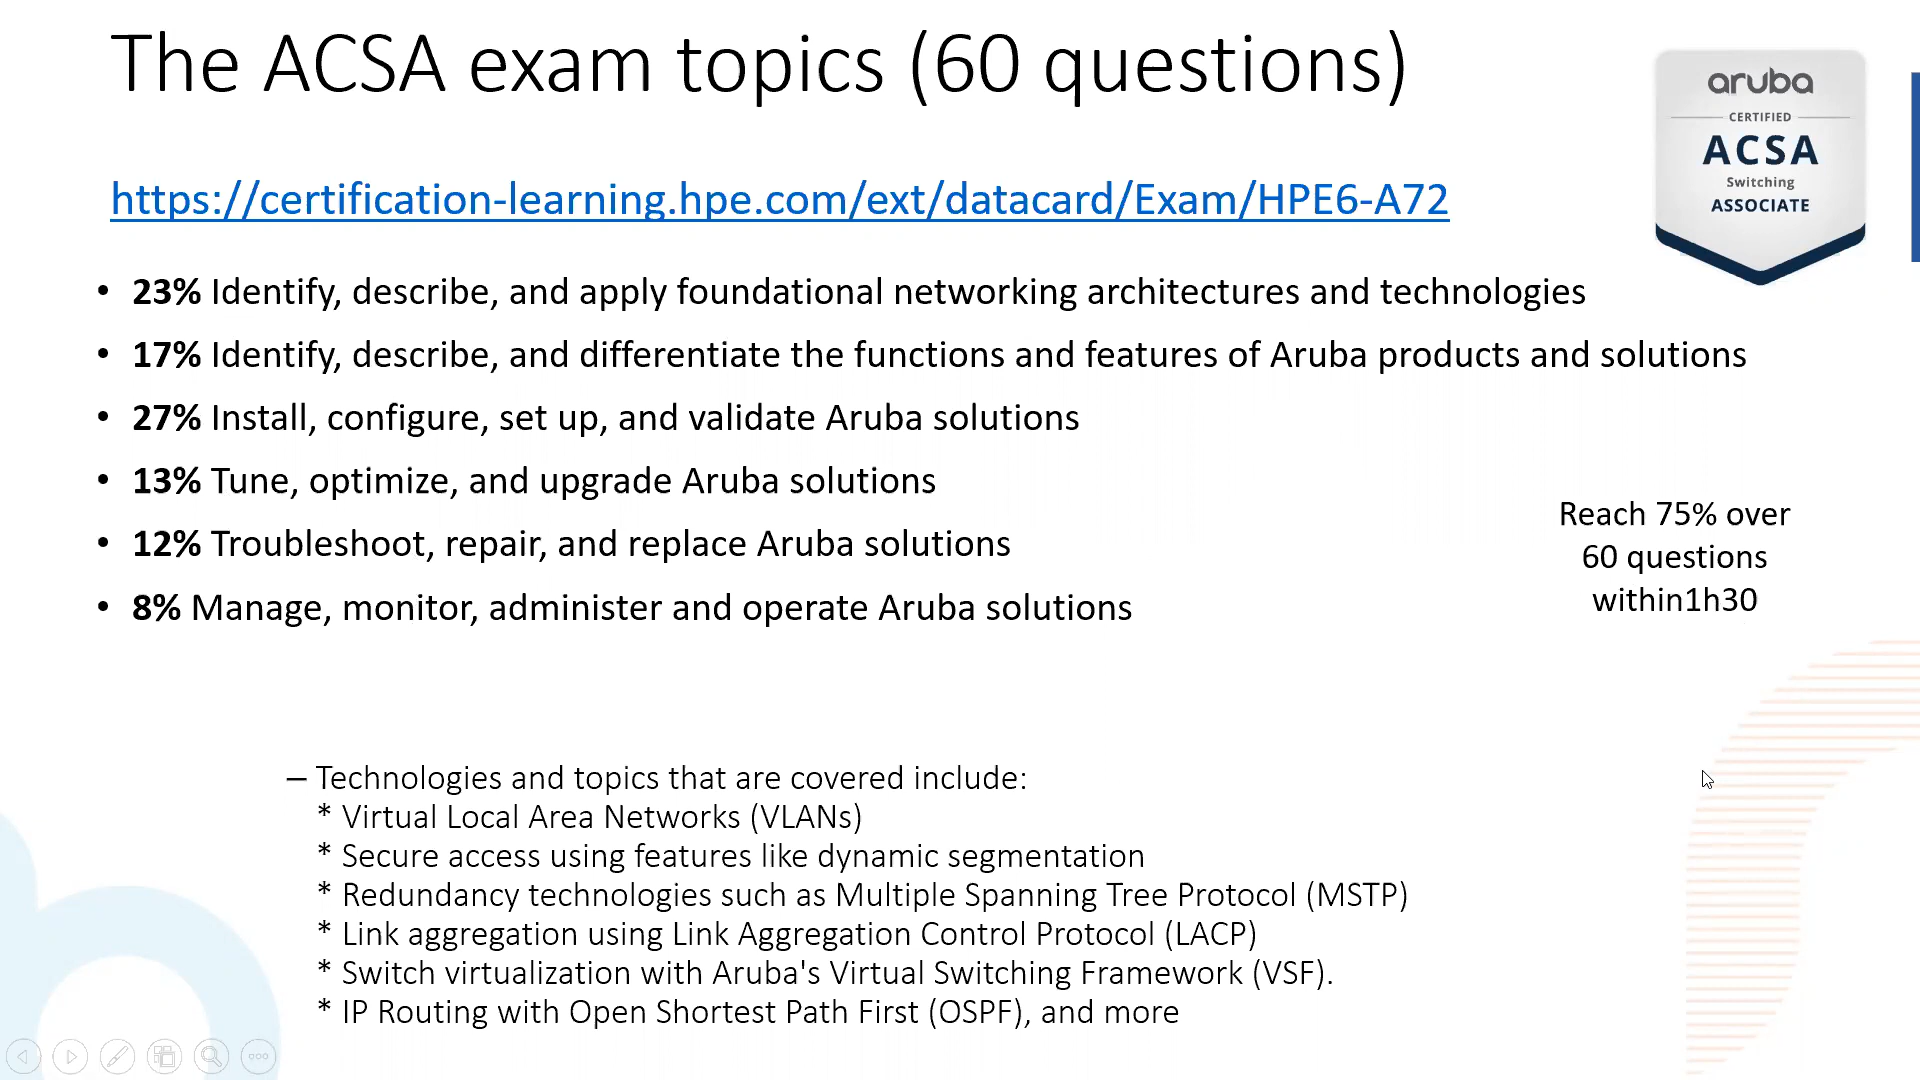 The ACSA exam topics (60 questions)
aruba
CERTIFIED
ACSA
Switching
ASSOCIATE
https://certification-learning.hpe.com/ext/datacard/Exam/HPE6-A72
• 23% Identify, describe, and apply foundational networking architectures and technologies
• 17% Identify, describe, and differentiate the functions and features of Aruba products and solutions
• 27% Install, configure, set up, and validate Aruba solutions
• 13% Tune, optimize, and upgrade Aruba solutions
• 12% Troubleshoot, repair, and replace Aruba solutions
• 8% Manage, monitor, administer and operate Aruba solutions
Reach 75% over
60 questions
within1h30
– Technologies and topics that are covered include:
* Virtual Local Area Networks (VLANs)
* Secure access using features like dynamic segmentation
* Redundancy technologies such as Multiple Spanning Tree Protocol (MSTP)
* Link aggregation using Link Aggregation Control Protocol (LACP)
* Switch virtualization with Aruba's Virtual Switching Framework (VSF).
* IP Routing with Open Shortest Path First (OSPF), and more